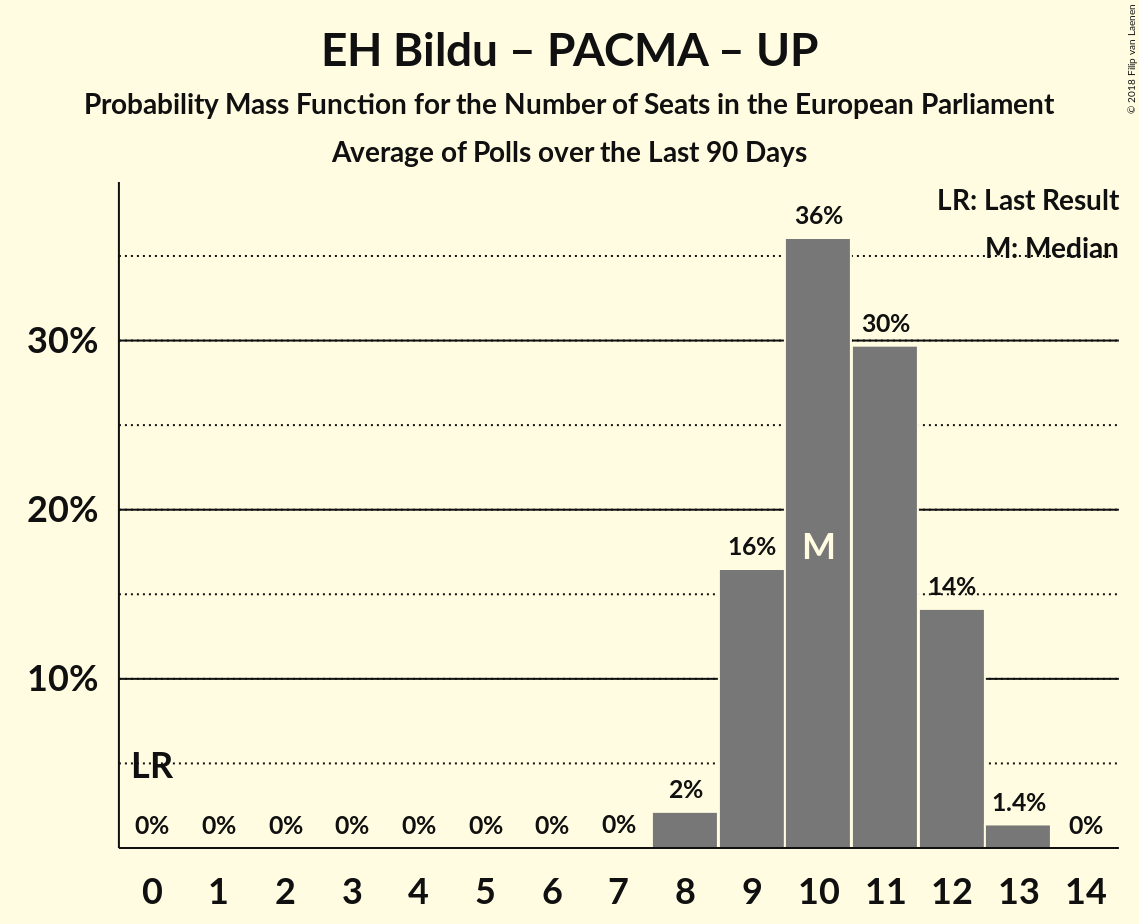 EH Bildu – PACMA – UP
Probability Mass Function for the Number of Seats in the European Parliament
Average of Polls over the Last 90 Days
© 2018 Filip van Laenen
LR: Last Result
M: Median
36%
30%
30%
20%
16%
M
14%
10%
LR
2%
1.4%
0% 0% 0% 0% 0% 0% 0% 0% 0%
0 1 2 3 4 5 6 7 8 9 10 11 12 13 14